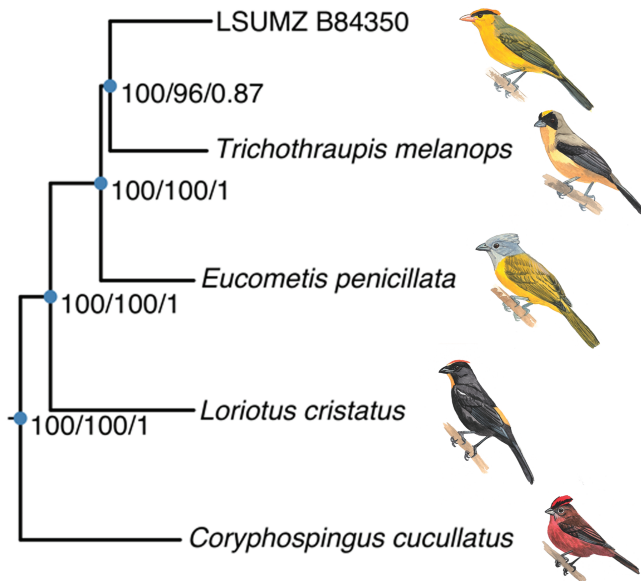 LSUMZ B84350
100/96/0.87
Trichothraupis melanops
100/100/1
Eucometis penicillata
100/100/1
Loriotus cristatus
100/100/1
Coryphospingus cucullatus